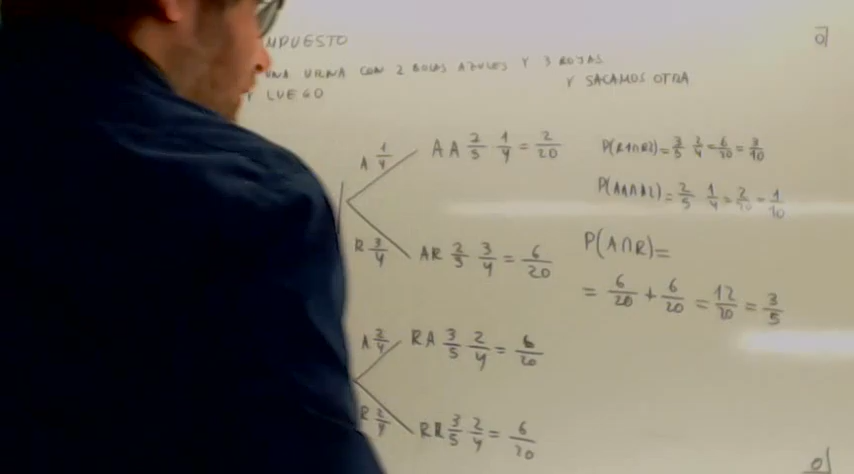 MPUESTO
UNA URNA CON 2 BOLAS AZULES Y 3 ROJAS
Y LUEGO Y SACAMOS OTRA
A 1/4 AA 2/5 1/4 = 2/20
R 3/4 AR 2/5 3/4 = 6/20
A 2/4 RA 3/5 2/4 = 6/20
R 2/4 RR 3/5 2/4 = 6/20
P(R1∩R2)= 3/5 2/4 = 6/20 = 3/10
P(A1∩A2)= 2/5 1/4 = 2/20 = 1/10
P(A∩R)=
= 6/20 + 6/20 = 12/20 = 3/5